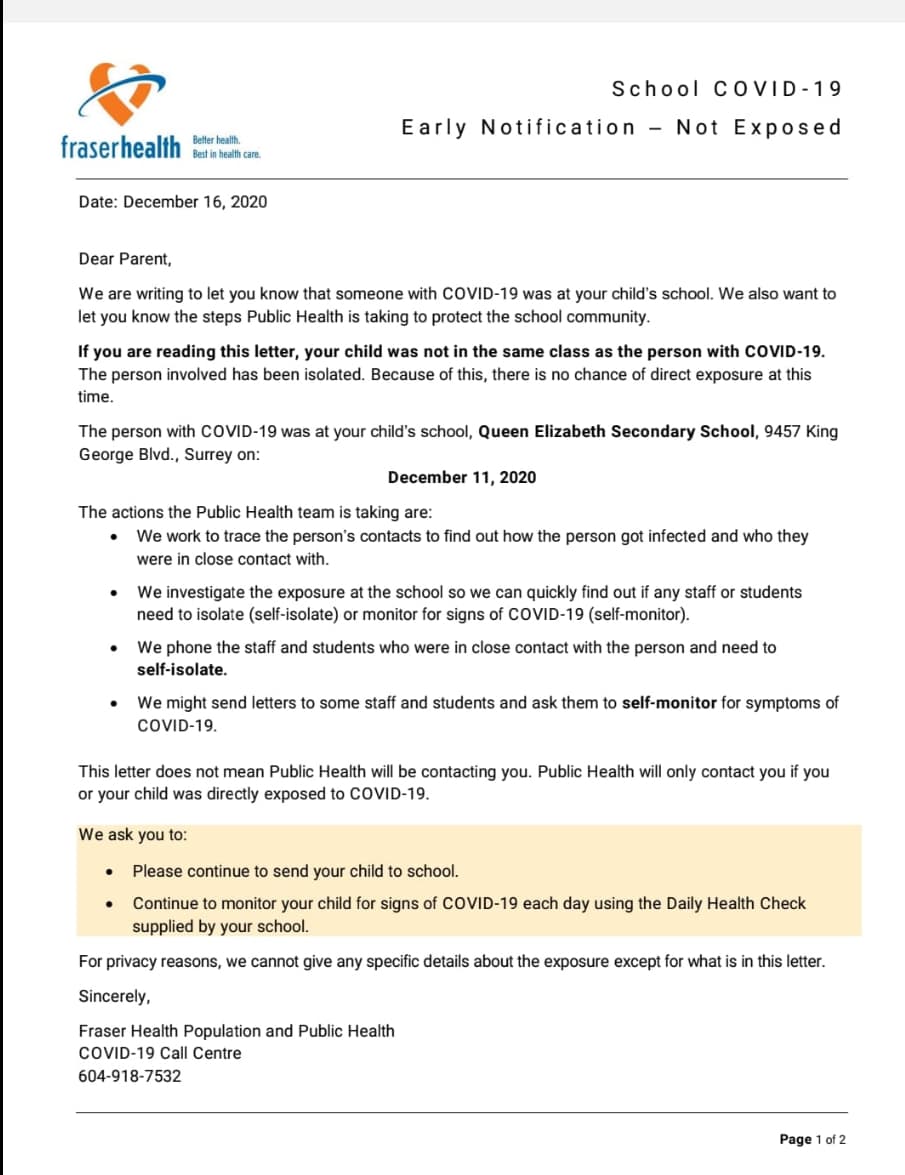 School COVID-19
Early Notification – Not Exposed
fraserhealth
Better health.
Best in health care.
Date: December 16, 2020
Dear Parent,
We are writing to let you know that someone with COVID-19 was at your child's school. We also want to
let you know the steps Public Health is taking to protect the school community.
If you are reading this letter, your child was not in the same class as the person with COVID-19.
The person involved has been isolated. Because of this, there is no chance of direct exposure at this
time.
The person with COVID-19 was at your child's school, Queen Elizabeth Secondary School, 9457 King
George Blvd., Surrey on:
December 11, 2020
The actions the Public Health team is taking are:
• We work to trace the person's contacts to find out how the person got infected and who they
were in close contact with.
• We investigate the exposure at the school so we can quickly find out if any staff or students
need to isolate (self-isolate) or monitor for signs of COVID-19 (self-monitor).
• We phone the staff and students who were in close contact with the person and need to
self-isolate.
• We might send letters to some staff and students and ask them to self-monitor for symptoms of
COVID-19.
This letter does not mean Public Health will be contacting you. Public Health will only contact you if you
or your child was directly exposed to COVID-19.
We ask you to:
• Please continue to send your child to school.
• Continue to monitor your child for signs of COVID-19 each day using the Daily Health Check
supplied by your school.
For privacy reasons, we cannot give any specific details about the exposure except for what is in this letter.
Sincerely,
Fraser Health Population and Public Health
COVID-19 Call Centre
604-918-7532
Page 1 of 2